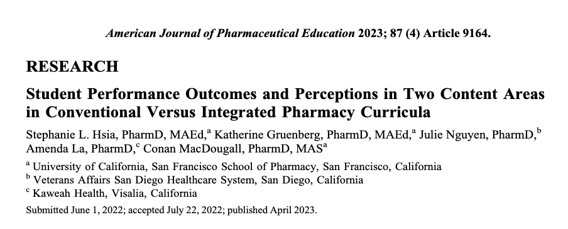 American Journal of Pharmaceutical Education 2023; 87 (4) Article 9164.
RESEARCH
Student Performance Outcomes and Perceptions in Two Content Areas
in Conventional Versus Integrated Pharmacy Curricula
Stephanie L. Hsia, PharmD, MAEd,a Katherine Gruenberg, PharmD, MAEd,a Julie Nguyen, PharmD,b
Amenda La, PharmD,c Conan MacDougall, PharmD, MASa
a University of California, San Francisco School of Pharmacy, San Francisco, California
b Veterans Affairs San Diego Healthcare System, San Diego, California
c Kaweah Health, Visalia, California
Submitted June 1, 2022; accepted July 22, 2022; published April 2023.